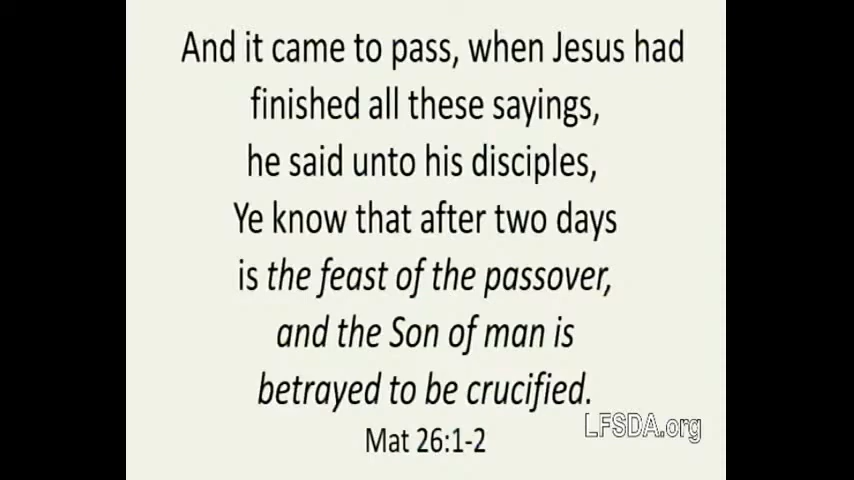 And it came to pass, when Jesus had
finished all these sayings,
he said unto his disciples,
Ye know that after two days
is the feast of the passover,
and the Son of man is
betrayed to be crucified.
Mat 26:1-2
LFSDA.org